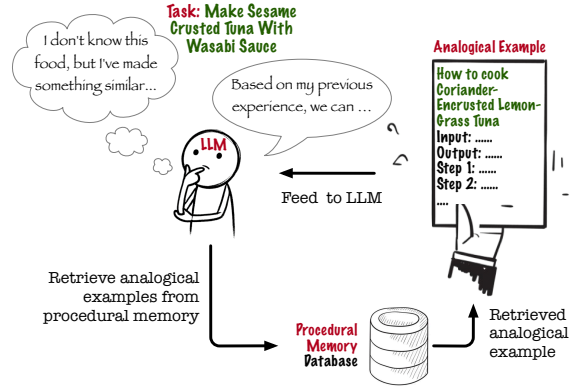 Task: Make Sesame
Crusted Tuna With
Wasabi Sauce
I don't know this
food, but I've made
something similar...
Based on my previous
experience, we can ...
LLM
Analogical Example
How to cook
Coriander-
Encrusted Lemon-
Grass Tuna
Input: ......
Output: ......
Step 1: ......
Step 2: ......
....
Feed to LLM
Retrieve analogical
examples from
procedural memory
Procedural
Memory
Database
Retrieved
analogical
example